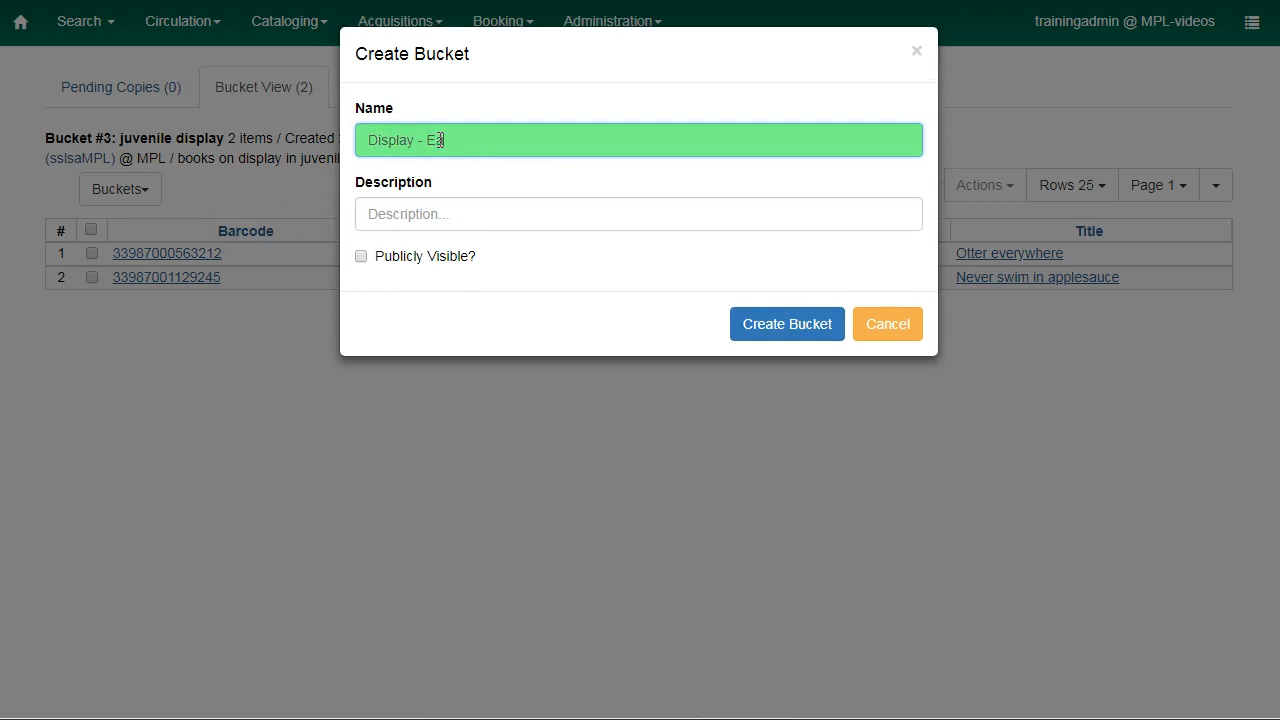 Search Circulation Cataloging Acquisitions Booking Administration trainingadmin @ MPL-videos
Create Bucket ×
Pending Copies (0) Bucket View (2)
Name
Bucket #3: juvenile display 2 items / Created
Display - Ea
(sslsaMPL) @ MPL / books on display in juvenil
Description
Buckets Actions Rows 25 Page 1
Description...
# Barcode Title
1 33987000563212 Otter everywhere
Publicly Visible?
2 33987001129245 Never swim in applesauce
Create Bucket Cancel